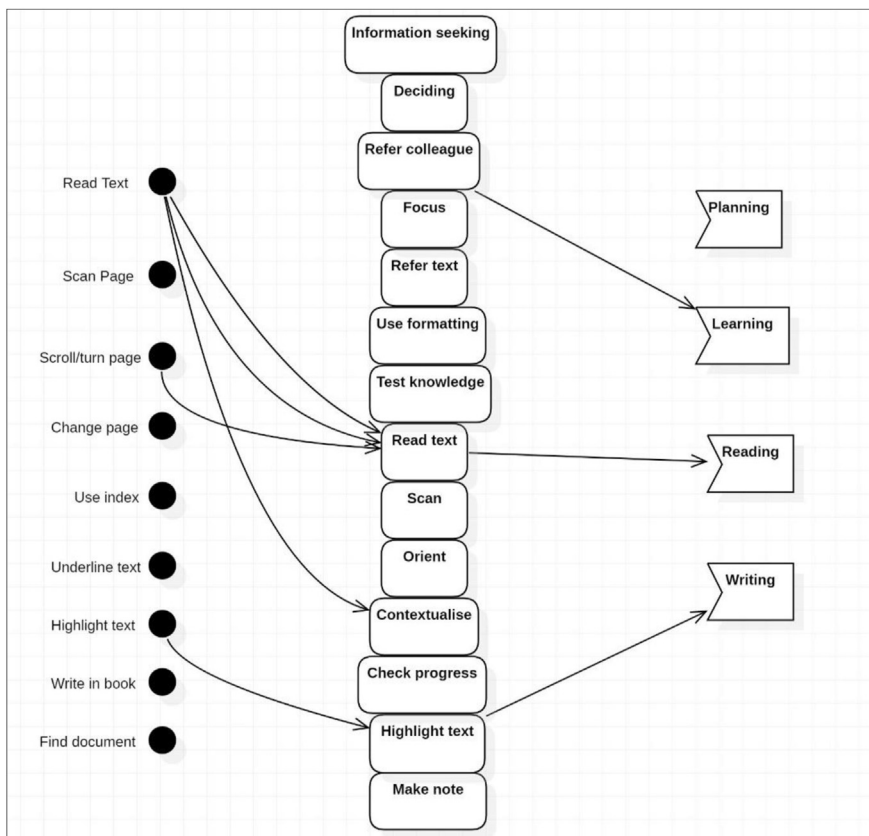 Information seeking
Deciding
Refer colleague
Focus
Refer text
Use formatting
Test knowledge
Read text
Scan
Orient
Contextualise
Check progress
Highlight text
Make note
Read Text
Scan Page
Scroll/turn page
Change page
Use index
Underline text
Highlight text
Write in book
Find document
Planning
Learning
Reading
Writing